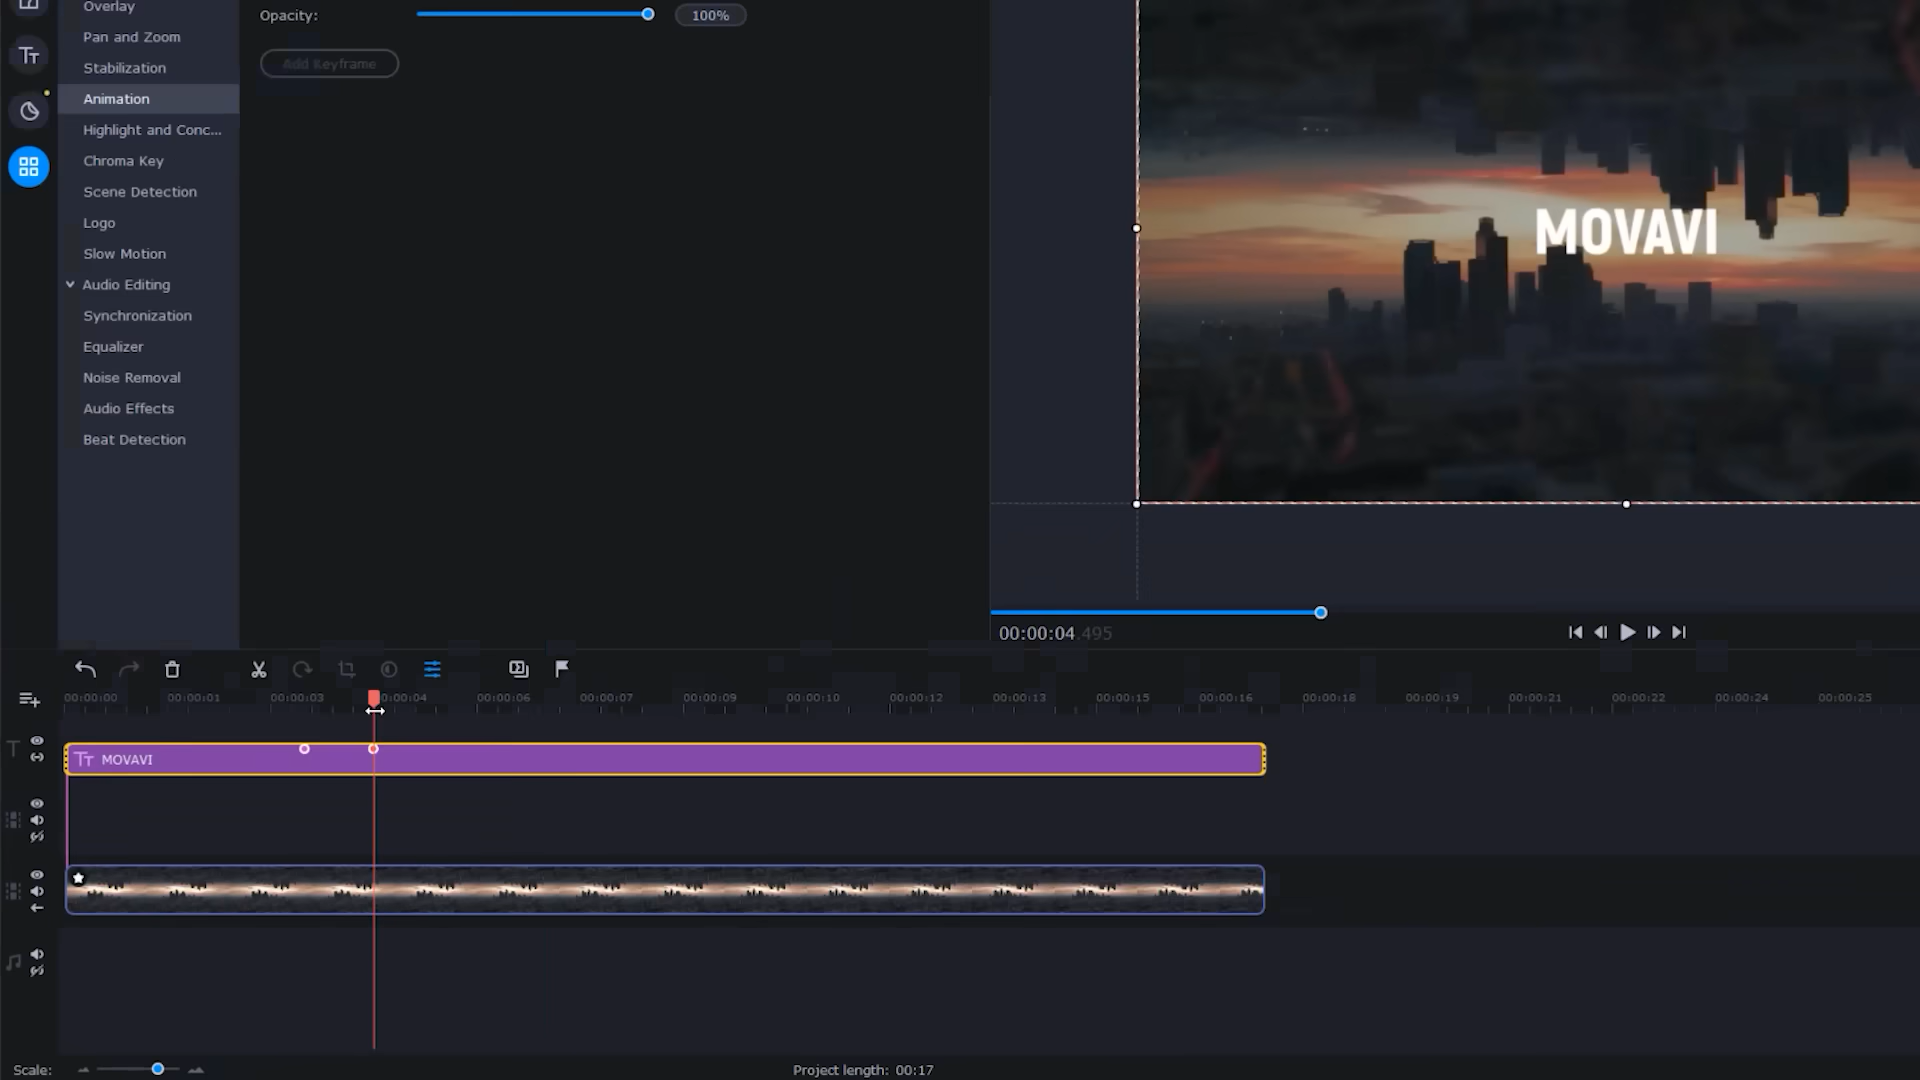 Overlay
Opacity:
100%
Pan and Zoom
Add Keyframe
Stabilization
Animation
Highlight and Conc...
Chroma Key
Scene Detection
Logo
MOVAVI
Slow Motion
Audio Editing
Synchronization
Equalizer
Noise Removal
Audio Effects
Beat Detection
00:00:04.495
00:00:00 00:00:01 00:00:03 00:00:04 00:00:06 00:00:07 00:00:09 00:00:10 00:00:12 00:00:13 00:00:15 00:00:16 00:00:18 00:00:19 00:00:21 00:00:22 00:00:24 00:00:25
MOVAVI
Scale:
Project length: 00:17